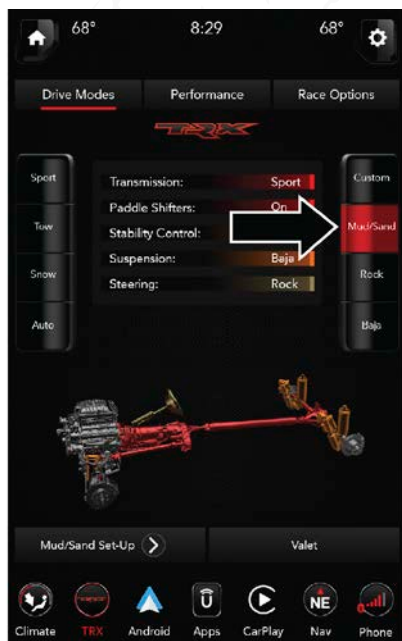 68° 8:29 68°
Drive Modes Performance Race Options
TRX
Sport Custom
Transmission: Sport
Paddle Shifters: On
Tow Mud/Sand
Stability Control:
Suspension: Baja
Snow Rock
Steering: Rock
Auto Baja
Mud/Sand Set-Up Valet
Ū NE
Climate TRX Android Apps CarPlay Nav Phone